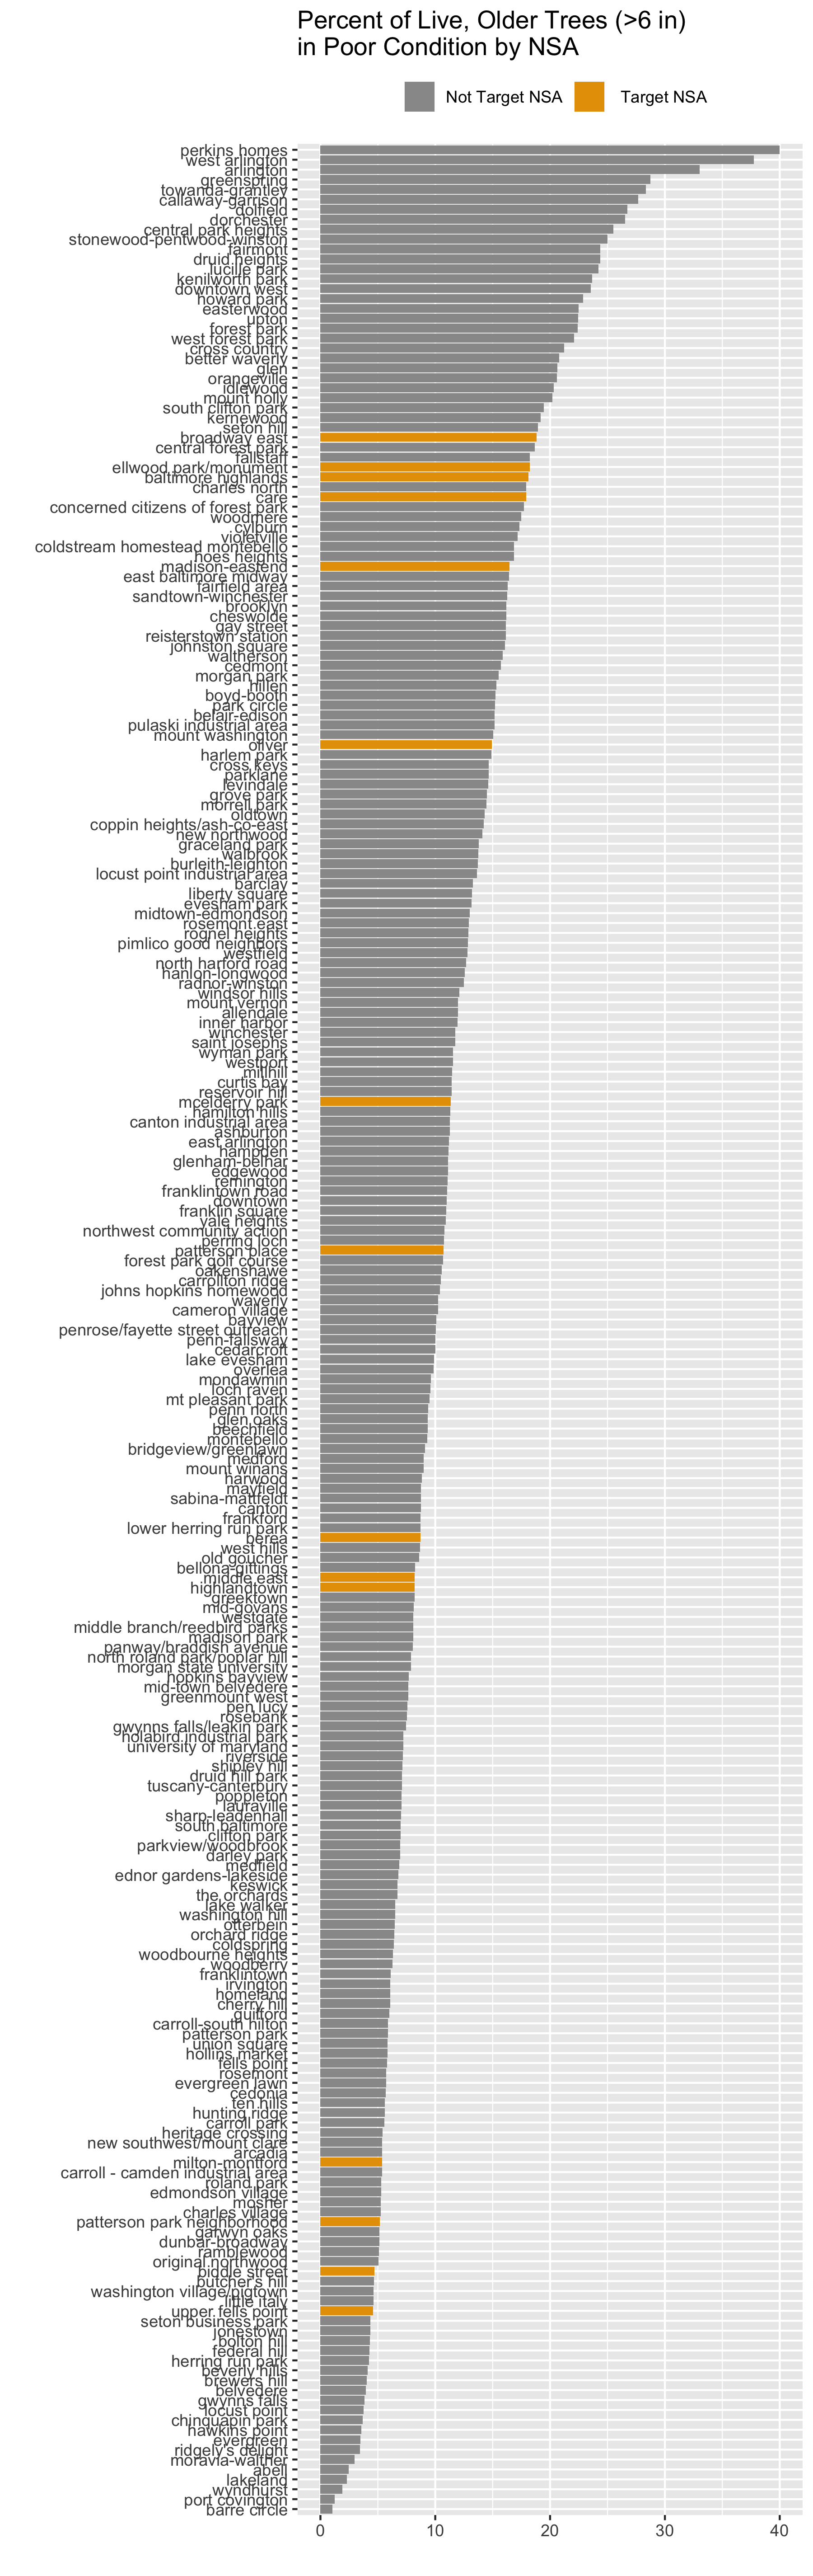 Percent of Live, Older Trees (>6 in)
in Poor Condition by NSA
Not Target NSA
Target NSA
perkins homes
west arlington
arlington
greenspring
towanda-grantley
callaway-garrison
dolfield
dorchester
central park heights
stonewood-pentwood-winston
fairmont
druid heights
lucille park
kenilworth park
downtown west
howard park
easterwood
upton
forest park
west forest park
cross country
better waverly
glen
orangeville
idlewood
mount holly
south clifton park
kernewood
seton hill
broadway east
central forest park
fallstaff
ellwood park/monument
baltimore highlands
charles north
care
concerned citizens of forest park
woodmere
cylburn
violetville
coldstream homestead montebello
hoes heights
madison-eastend
east baltimore midway
fairfield area
sandtown-winchester
brooklyn
cheswolde
gay street
reisterstown station
johnston square
waltherson
cedmont
morgan park
hillen
boyd-booth
park circle
belair-edison
pulaski industrial area
mount washington
oliver
harlem park
cross keys
parklane
levindale
grove park
morrell park
oldtown
coppin heights/ash-co-east
new northwood
graceland park
walbrook
burleith-leighton
locust point industrial area
barclay
liberty square
evesham park
midtown-edmondson
rosemont east
rognel heights
pimlico good neighbors
westfield
north harford road
hanlon-longwood
radnor-winston
windsor hills
mount vernon
allendale
inner harbor
winchester
saint josephs
wyman park
westport
millhill
curtis bay
reservoir hill
mcelderry park
hamilton hills
canton industrial area
ashburton
east arlington
hampden
glenham-belhar
edgewood
remington
franklintown road
downtown
franklin square
yale heights
northwest community action
perring loch
patterson place
forest park golf course
oakenshawe
carrollton ridge
johns hopkins homewood
waverly
cameron village
bayview
penrose/fayette street outreach
penn-fallsway
cedarcroft
lake evesham
overlea
mondawmin
loch raven
mt pleasant park
penn north
glen oaks
beechfield
montebello
bridgeview/greenlawn
medford
mount winans
harwood
mayfield
sabina-mattfeldt
canton
frankford
lower herring run park
berea
west hills
old goucher
bellona-gittings
middle east
highlandtown
greektown
mid-govans
westgate
middle branch/reedbird parks
madison park
panway/braddish avenue
north roland park/poplar hill
morgan state university
hopkins bayview
mid-town belvedere
greenmount west
pen lucy
rosebank
gwynns falls/leakin park
holabird industrial park
university of maryland
riverside
shipley hill
druid hill park
tuscany-canterbury
poppleton
lauraville
sharp-leadenhall
south baltimore
clifton park
parkview/woodbrook
darley park
medfield
ednor gardens-lakeside
keswick
the orchards
lake walker
washington hill
otterbein
orchard ridge
coldspring
woodbourne heights
woodberry
franklintown
irvington
homeland
cherry hill
guilford
carroll-south hilton
patterson park
union square
hollins market
fells point
rosemont
evergreen lawn
cedonia
ten hills
hunting ridge
carroll park
heritage crossing
new southwest/mount clare
arcadia
milton-montford
carroll - camden industrial area
roland park
edmondson village
mosher
charles village
patterson park neighborhood
garwyn oaks
dunbar-broadway
ramblewood
original northwood
biddle street
butcher's hill
washington village/pigtown
little italy
upper fells point
seton business park
jonestown
bolton hill
federal hill
herring run park
beverly hills
brewers hill
belvedere
gwynns falls
locust point
chinquapin park
hawkins point
evergreen
ridgely's delight
moravia-walther
abell
lakeland
wyndhurst
port covington
barre circle
0
10
20
30
40